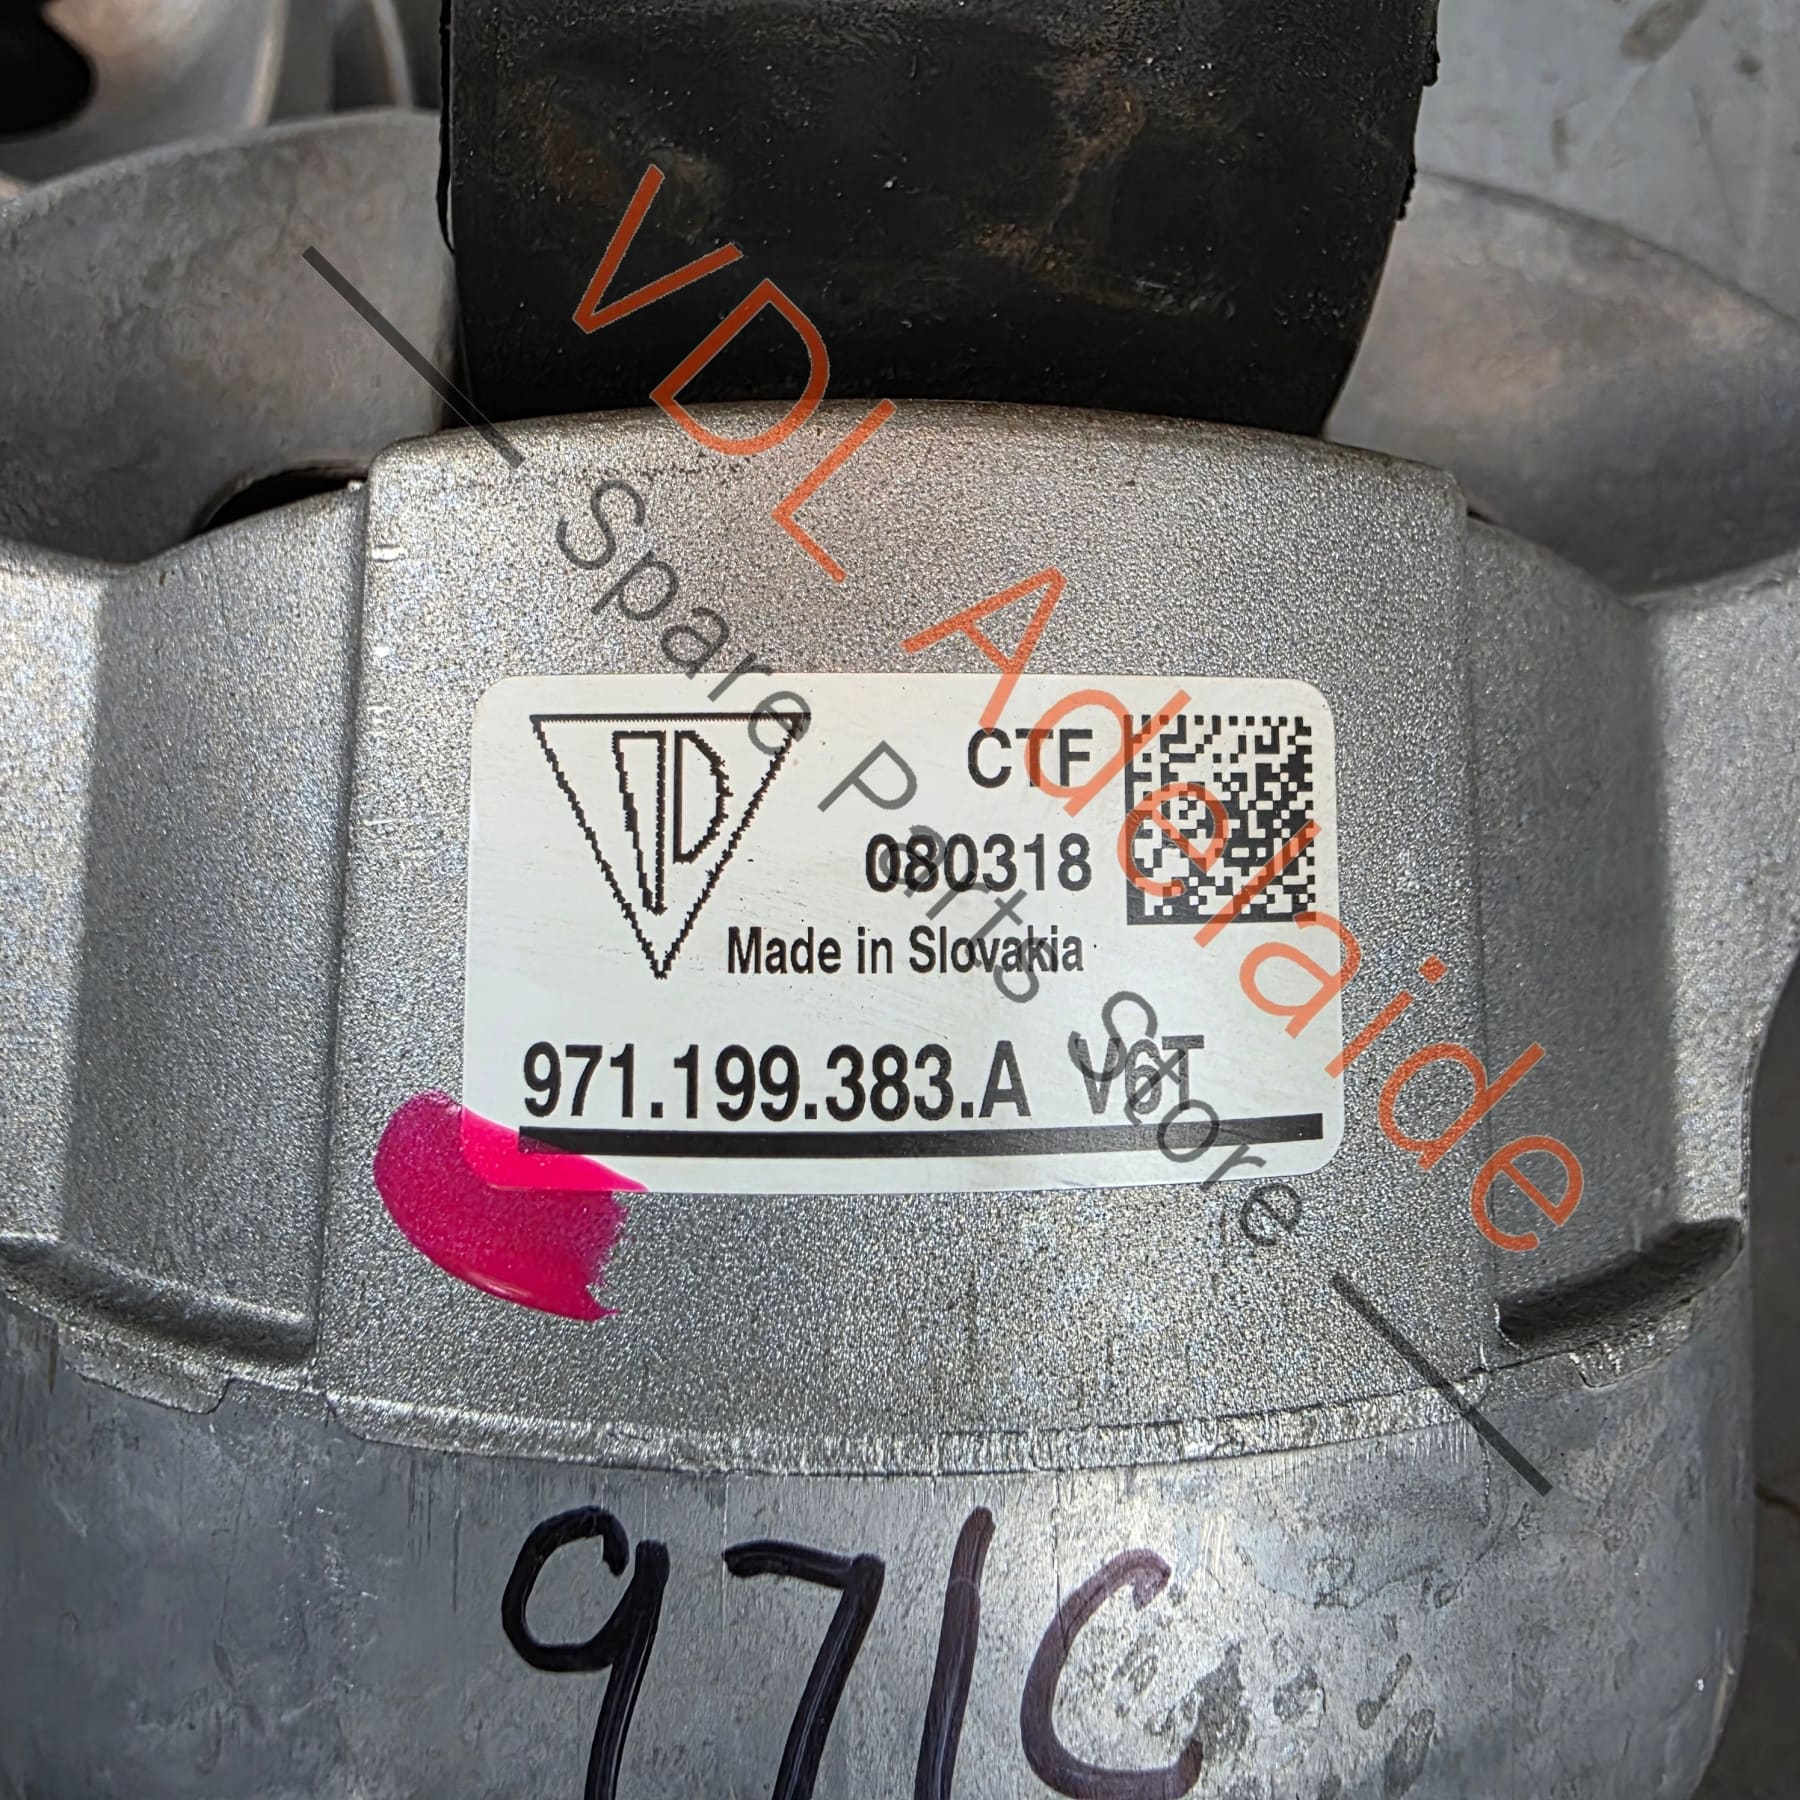 VDL Adelaide
Spare Parts Store
CTF
080318
Made in Slovakia
971.199.383.A V6T
971C